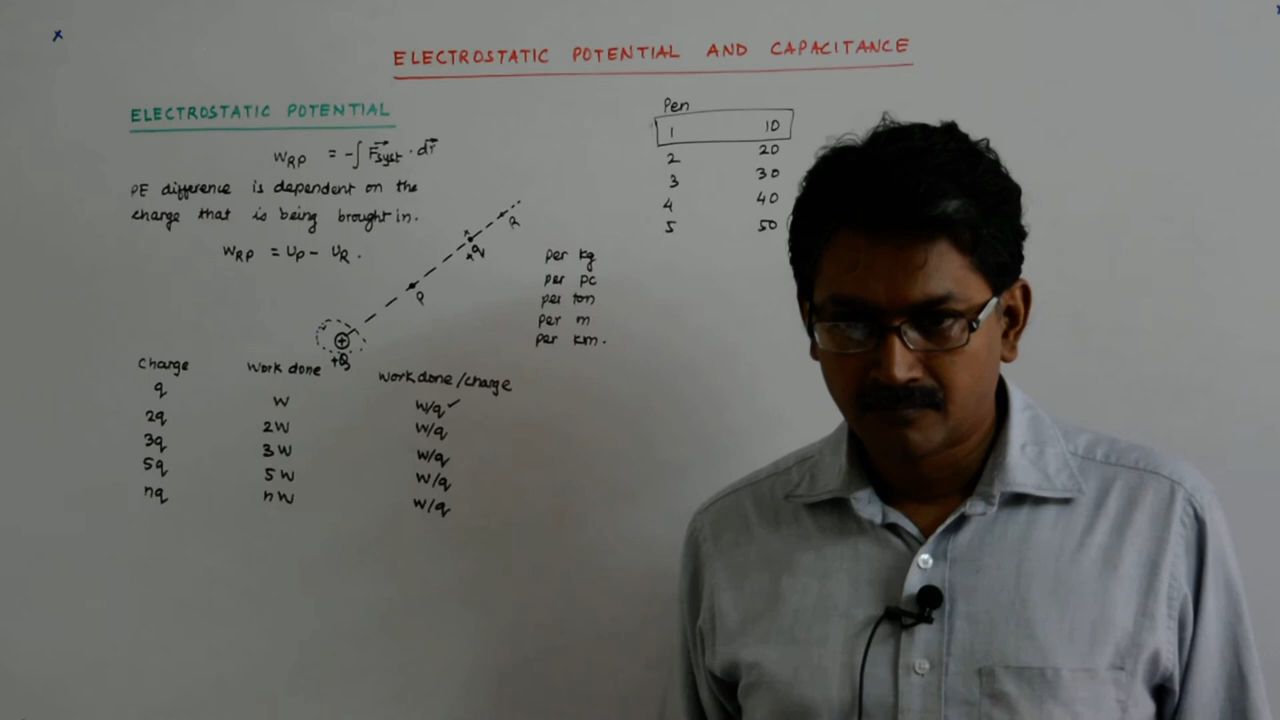 x
ELECTROSTATIC POTENTIAL AND CAPACITANCE
ELECTROSTATIC POTENTIAL
W_RP = -∫ F⃗_syst · dr⃗
PE difference is dependent on the
charge that is being brought in.
W_RP = U_P - U_R .
R
q
P
+Q
Charge Work done Work done/charge
q W W/q ✓
2q 2W W/q
3q 3W W/q
5q 5W W/q
nq nW W/q
per kg
per pc
per ton
per m
per km.
Pen
1 10
2 20
3 30
4 40
5 50